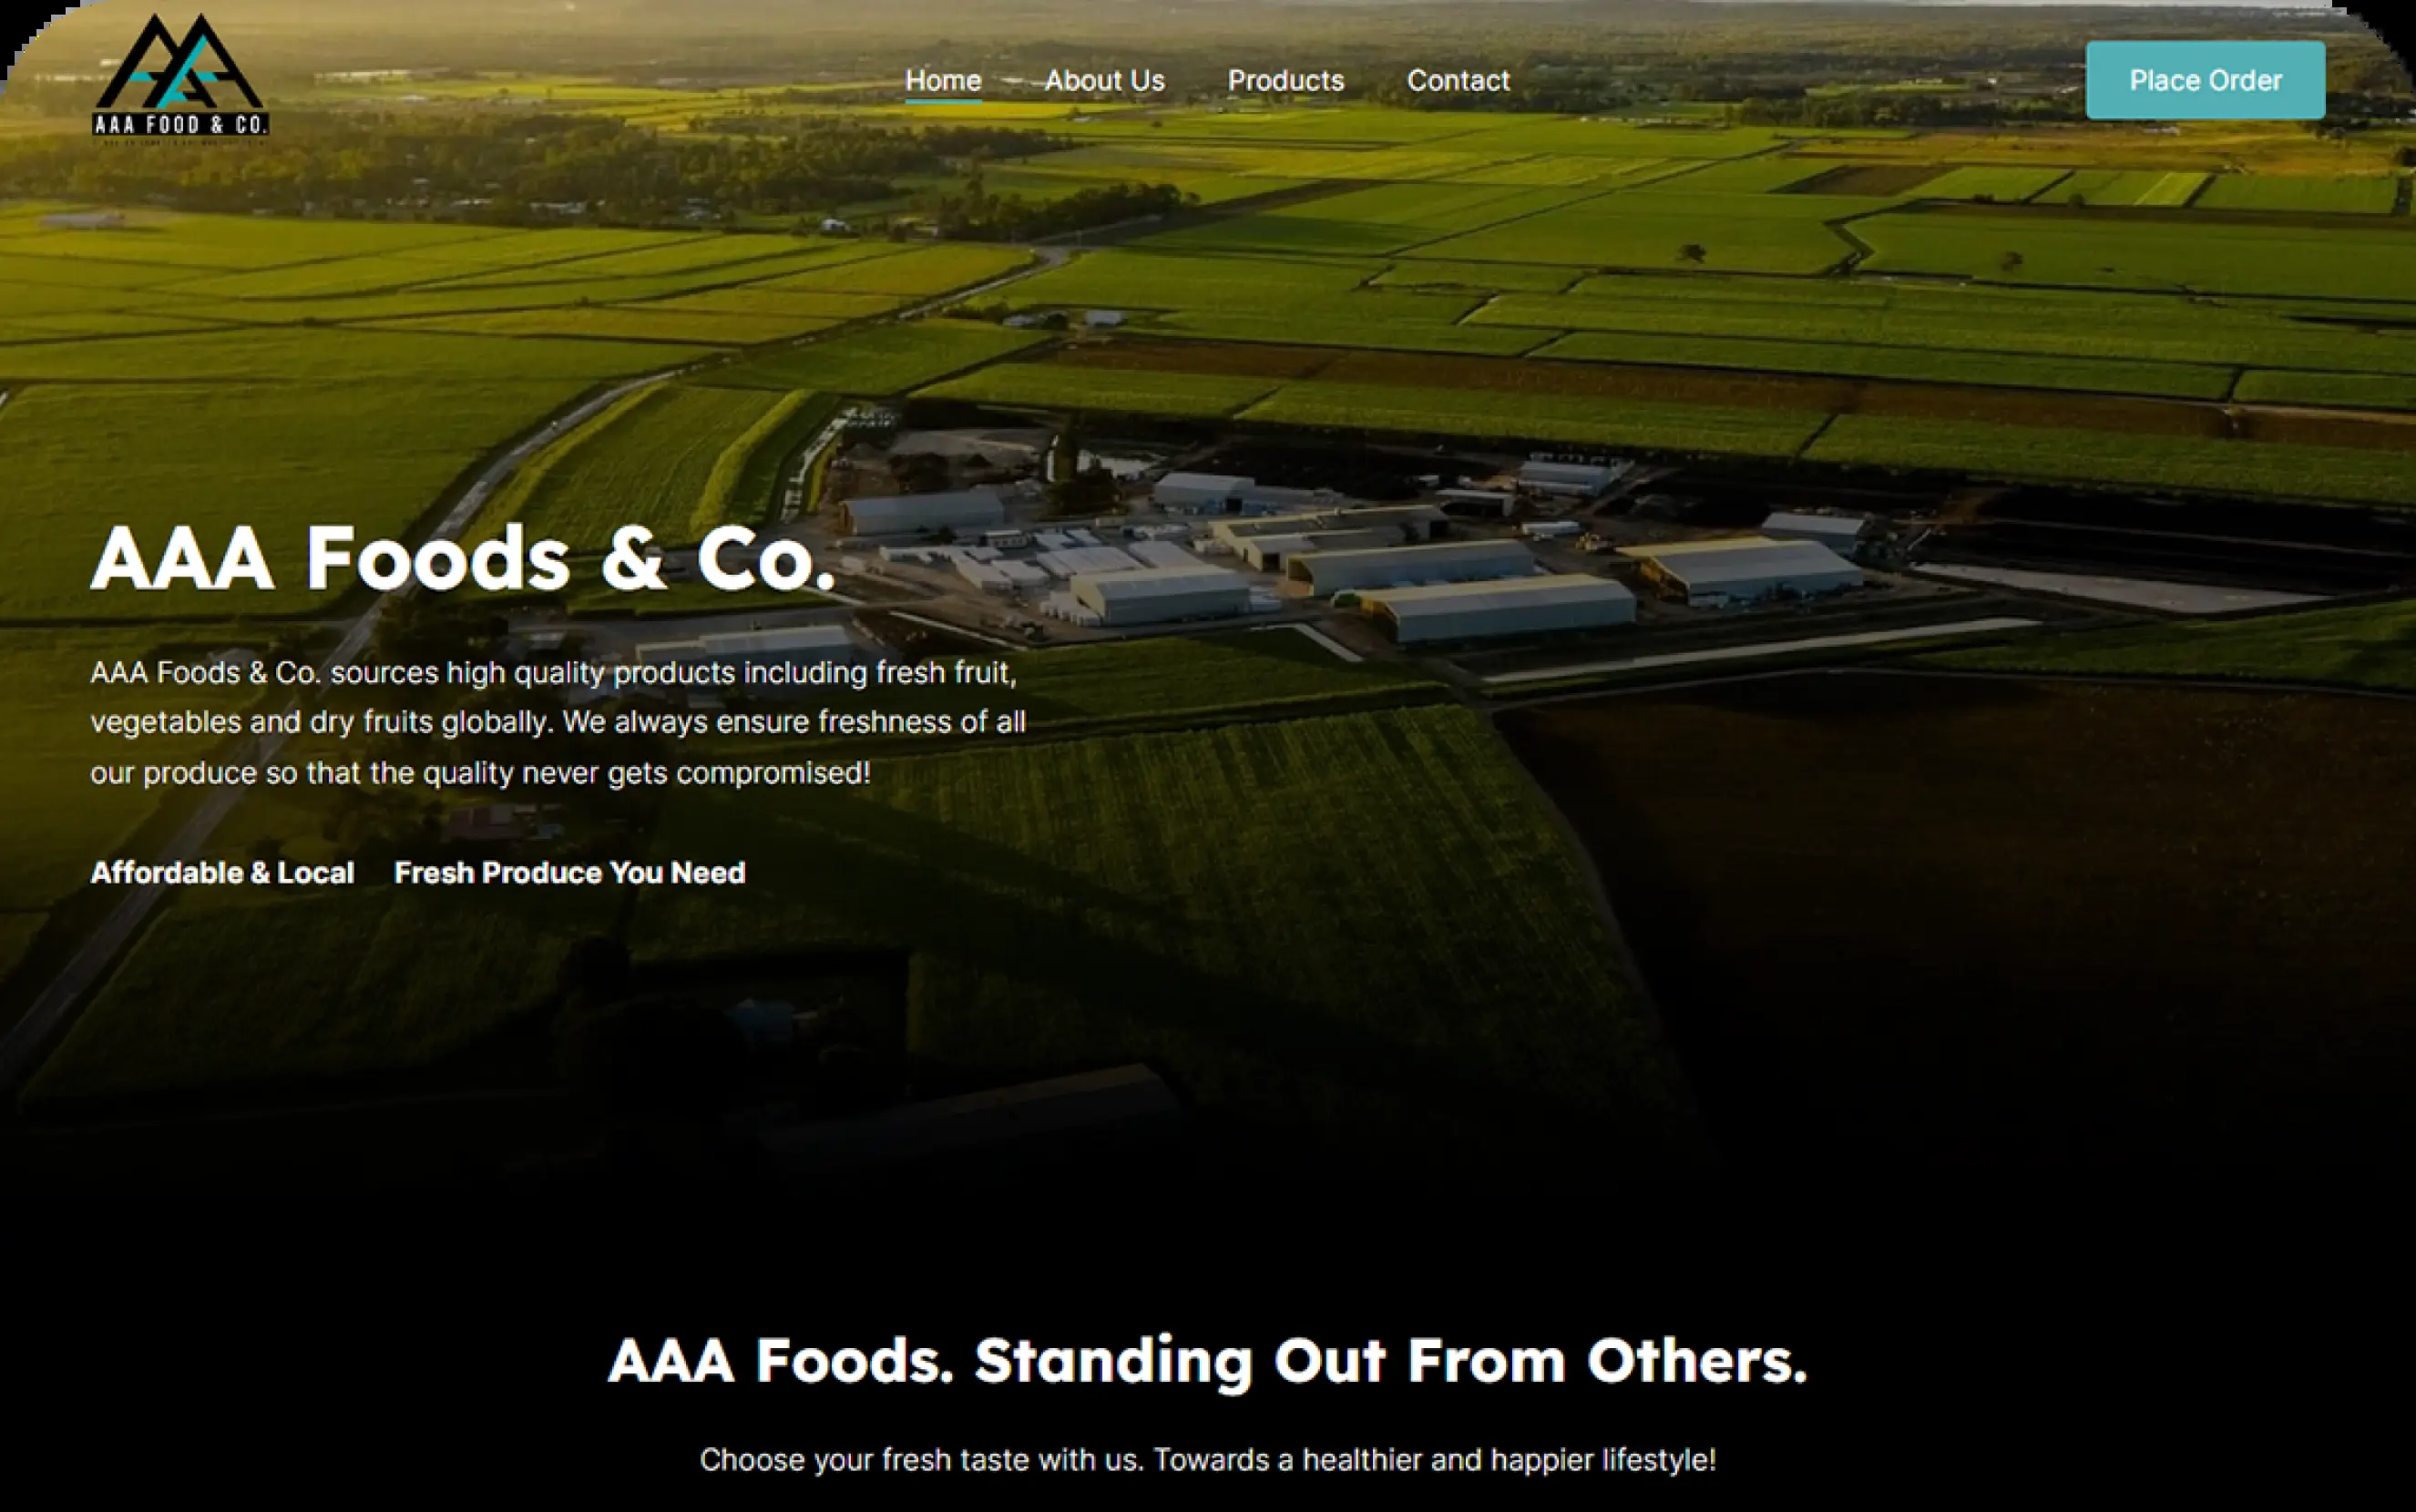 AAA FOOD & CO.
Home
About Us
Products
Contact
Place Order
AAA Foods & Co.
AAA Foods & Co. sources high quality products including fresh fruit,
vegetables and dry fruits globally. We always ensure freshness of all
our produce so that the quality never gets compromised!
Affordable & Local
Fresh Produce You Need
AAA Foods. Standing Out From Others.
Choose your fresh taste with us. Towards a healthier and happier lifestyle!